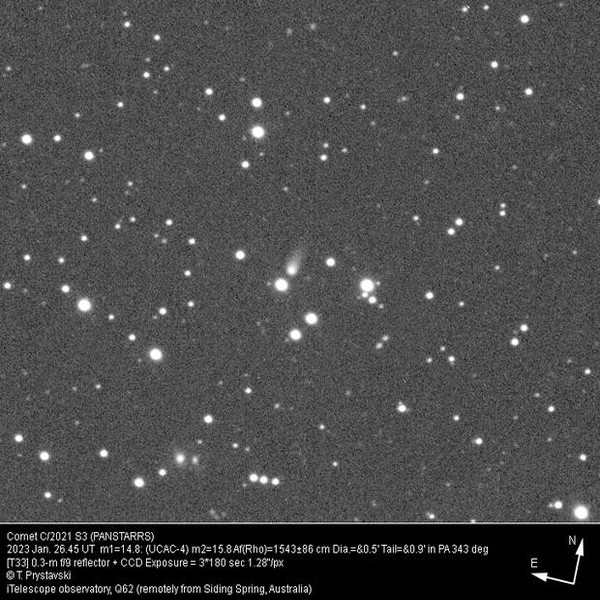 Comet C/2021 S3 (PANSTARRS)
2023 Jan. 26.45 UT m1=14.8: (UCAC-4) m2=15.8 Af(Rho)=1543±86 cm Dia.=&0.5' Tail=&0.9' in PA 343 deg
[T33] 0.3-m f/9 reflector + CCD Exposure = 3*180 sec 1.28"/px
© T. Prystavski
iTelescope observatory, Q62 (remotely from Siding Spring, Australia)
N
E